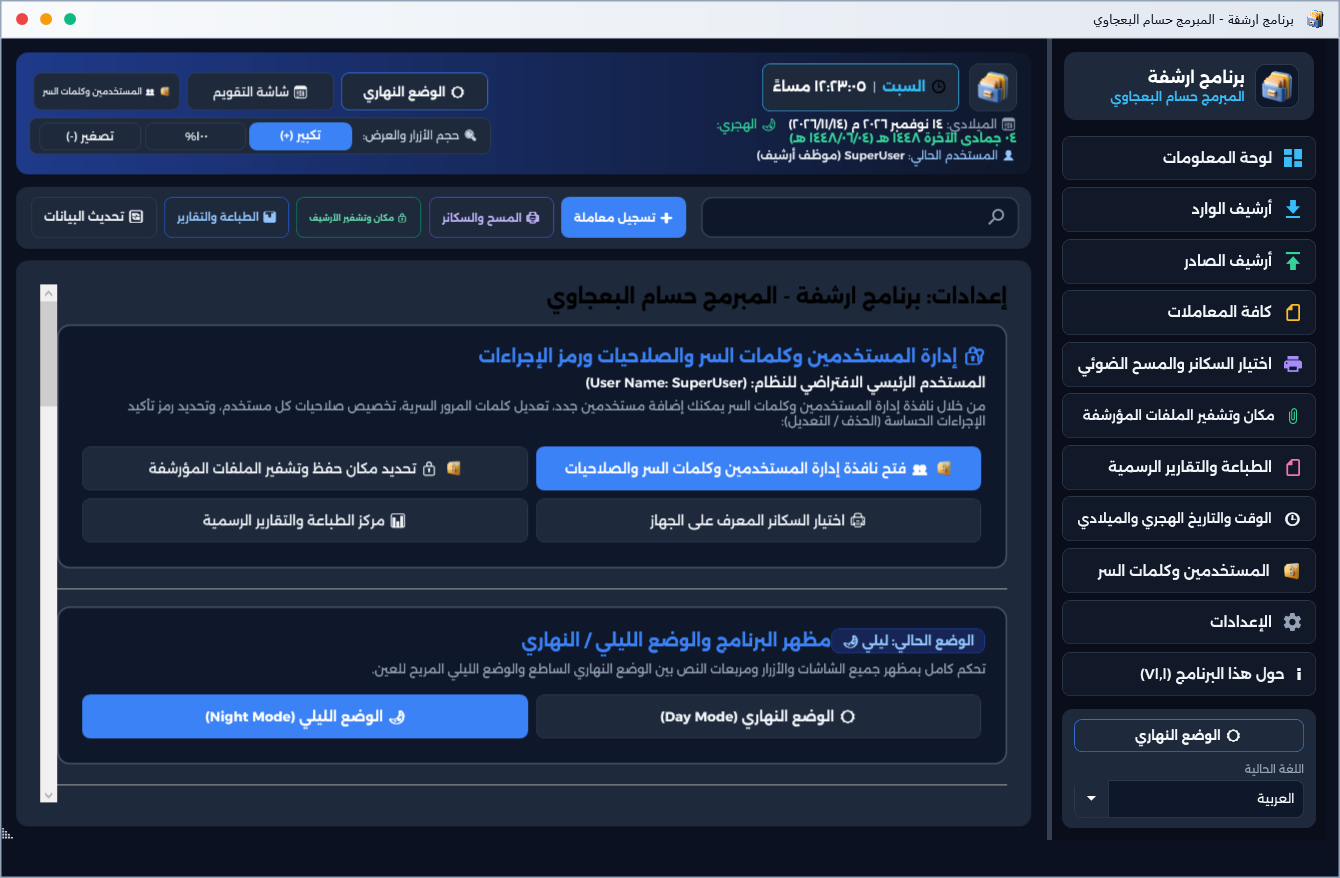 برنامج ارشفة - المبرمج حسام البعجاوي
برنامج ارشفة
المبرمج حسام البعجاوي
لوحة المعلومات
أرشيف الوارد
أرشيف الصادر
كافة المعاملات
اختيار السكانر والمسح الضوئي
مكان وتشفير الملفات المؤرشفة
الطباعة والتقارير الرسمية
الوقت والتاريخ الهجري والميلادي
المستخدمين وكلمات السر
الإعدادات
حول هذا البرنامج (V١,١)
الوضع النهاري
اللغة الحالية
العربية
السبت | ١٢:٢٣:٠٥ مساءً
الميلادي: ١٤ نوفمبر ٢٠٢٦ م (٢٠٢٦/١١/١٤) الهجري:
٠٤ جمادى الآخرة ١٤٤٨ هـ (١٤٤٨/٠٦/٠٤ هـ)
المستخدم الحالي: SuperUser (موظف أرشيف)
الوضع النهاري
شاشة التقويم
المستخدمين وكلمات السر
حجم الأزرار والعرض:
تكبير (+)
١٠٠%
تصغير (-)
تسجيل معاملة
المسح والسكانر
مكان وتشفير الأرشيف
الطباعة والتقارير
تحديث البيانات
إعدادات: برنامج ارشفة - المبرمج حسام البعجاوي
إدارة المستخدمين وكلمات السر والصلاحيات ورمز الإجراءات
المستخدم الرئيسي الافتراضي للنظام: (User Name: SuperUser)
من خلال نافذة إدارة المستخدمين وكلمات السر يمكنك إضافة مستخدمين جدد، تعديل كلمات المرور السرية، تخصيص صلاحيات كل مستخدم، وتحديد رمز تأكيد
الإجراءات الحساسة (الحذف / التعديل):
فتح نافذة إدارة المستخدمين وكلمات السر والصلاحيات
تحديد مكان حفظ وتشفير الملفات المؤرشفة
اختيار السكانر المعرف على الجهاز
مركز الطباعة والتقارير الرسمية
الوضع الحالي: ليلي
مظهر البرنامج والوضع الليلي / النهاري
تحكم كامل بمظهر جميع الشاشات والأزرار ومربعات النص بين الوضع النهاري الساطع والوضع الليلي المريح للعين.
الوضع النهاري (Day Mode)
الوضع الليلي (Night Mode)